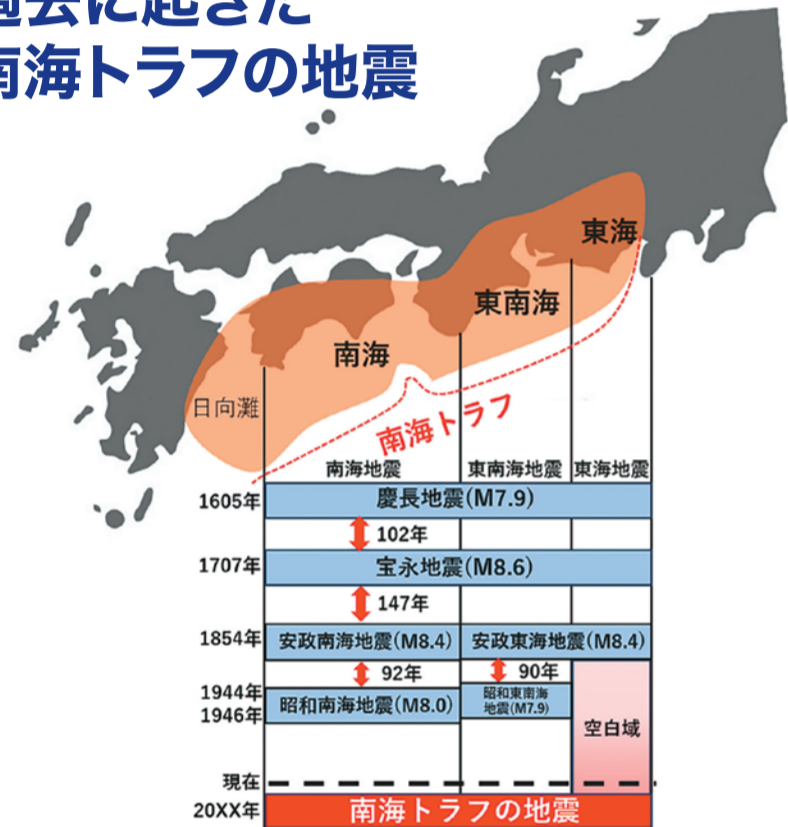 過去に起きた
南海トラフの地震
東海
東南海
南海
日向灘
南海トラフ
南海地震
東南海地震
東海地震
1605年
慶長地震(M7.9)
102年
1707年
宝永地震(M8.6)
147年
1854年
安政南海地震(M8.4)
安政東海地震(M8.4)
92年
90年
1944年
1946年
昭和南海地震(M8.0)
昭和東南海
地震(M7.9)
空白域
現在
20XX年
南海トラフの地震